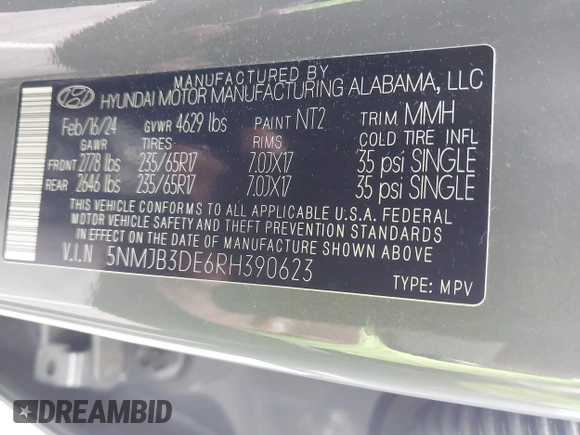 MANUFACTURED BY
HYUNDAI MOTOR MANUFACTURING ALABAMA, LLC
Feb/16/24 GVWR 4629 lbs PAINT NT2 TRIM MMH
GAWR TIRES RIMS COLD TIRE INFL
FRONT 2778 lbs 235/65R17 7.0JX17 35 psi SINGLE
REAR 2646 lbs 235/65R17 7.0JX17 35 psi SINGLE
THIS VEHICLE CONFORMS TO ALL APPLICABLE U.S.A. FEDERAL
MOTOR VEHICLE SAFETY AND THEFT PREVENTION STANDARDS
IN EFFECT ON THE DATE OF MANUFACTURE SHOWN ABOVE.
V.I.N 5NMJB3DE6RH390623
TYPE: MPV
DREAMBID